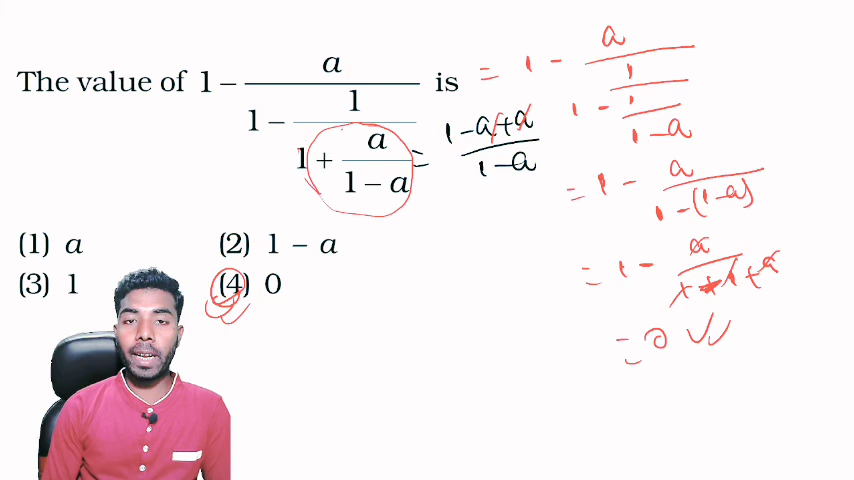 The value of 1 − a / (1 − 1 / (1 + a / (1 − a))) is
= (1 − a + a) / (1 − a)
(1) a (2) 1 − a
(3) 1 (4) 0
= 1 − a / (1 − 1 / (1 / (1 − a)))
= 1 − a / (1 − (1 − a))
= 1 − a / (1 − 1 + a)
= 0